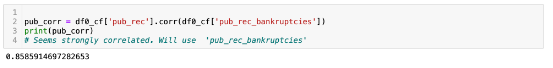 1
2 pub_corr = df0_cf['pub_rec'].corr(df0_cf['pub_rec_bankruptcies'])
3 print(pub_corr)
4 # Seems strongly correlated. Will use  'pub_rec_bankruptcies'
0.8585914697282653